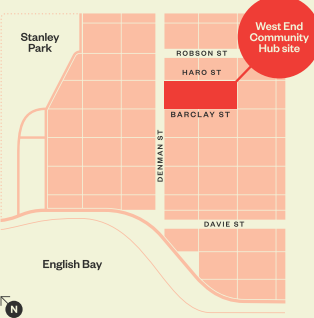 Stanley
Park
West End
Community
Hub site
ROBSON ST
HARO ST
BARCLAY ST
DENMAN ST
DAVIE ST
English Bay
N